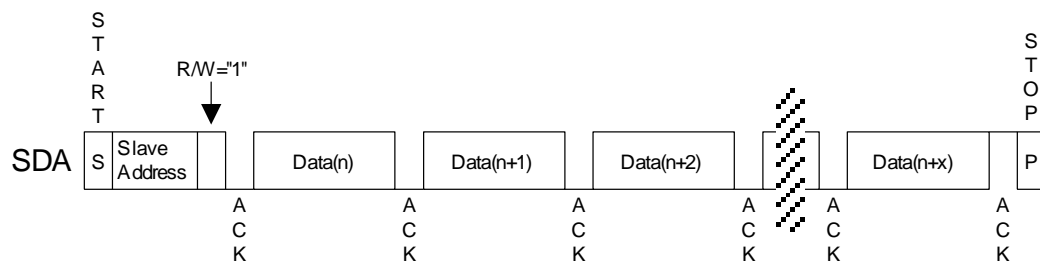 START
STOP
R/W="1"
SDA
S
Slave
Address
Data(n)
Data(n+1)
Data(n+2)
Data(n+x)
P
ACK
ACK
ACK
ACK
ACK
ACK